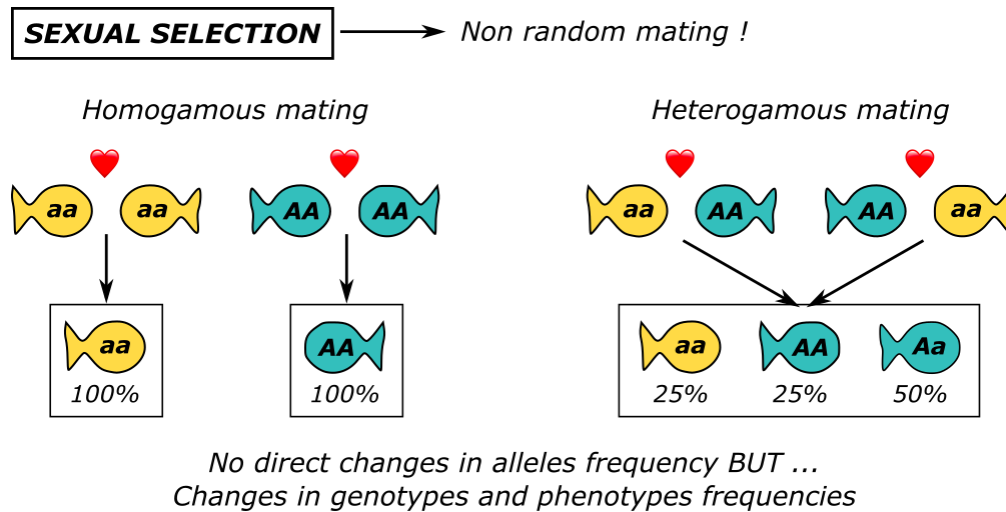 SEXUAL SELECTION
Non random mating !
Homogamous mating
Heterogamous mating
aa aa AA AA aa AA AA aa
aa AA aa AA Aa
100% 100% 25% 25% 50%
No direct changes in alleles frequency BUT ...
Changes in genotypes and phenotypes frequencies